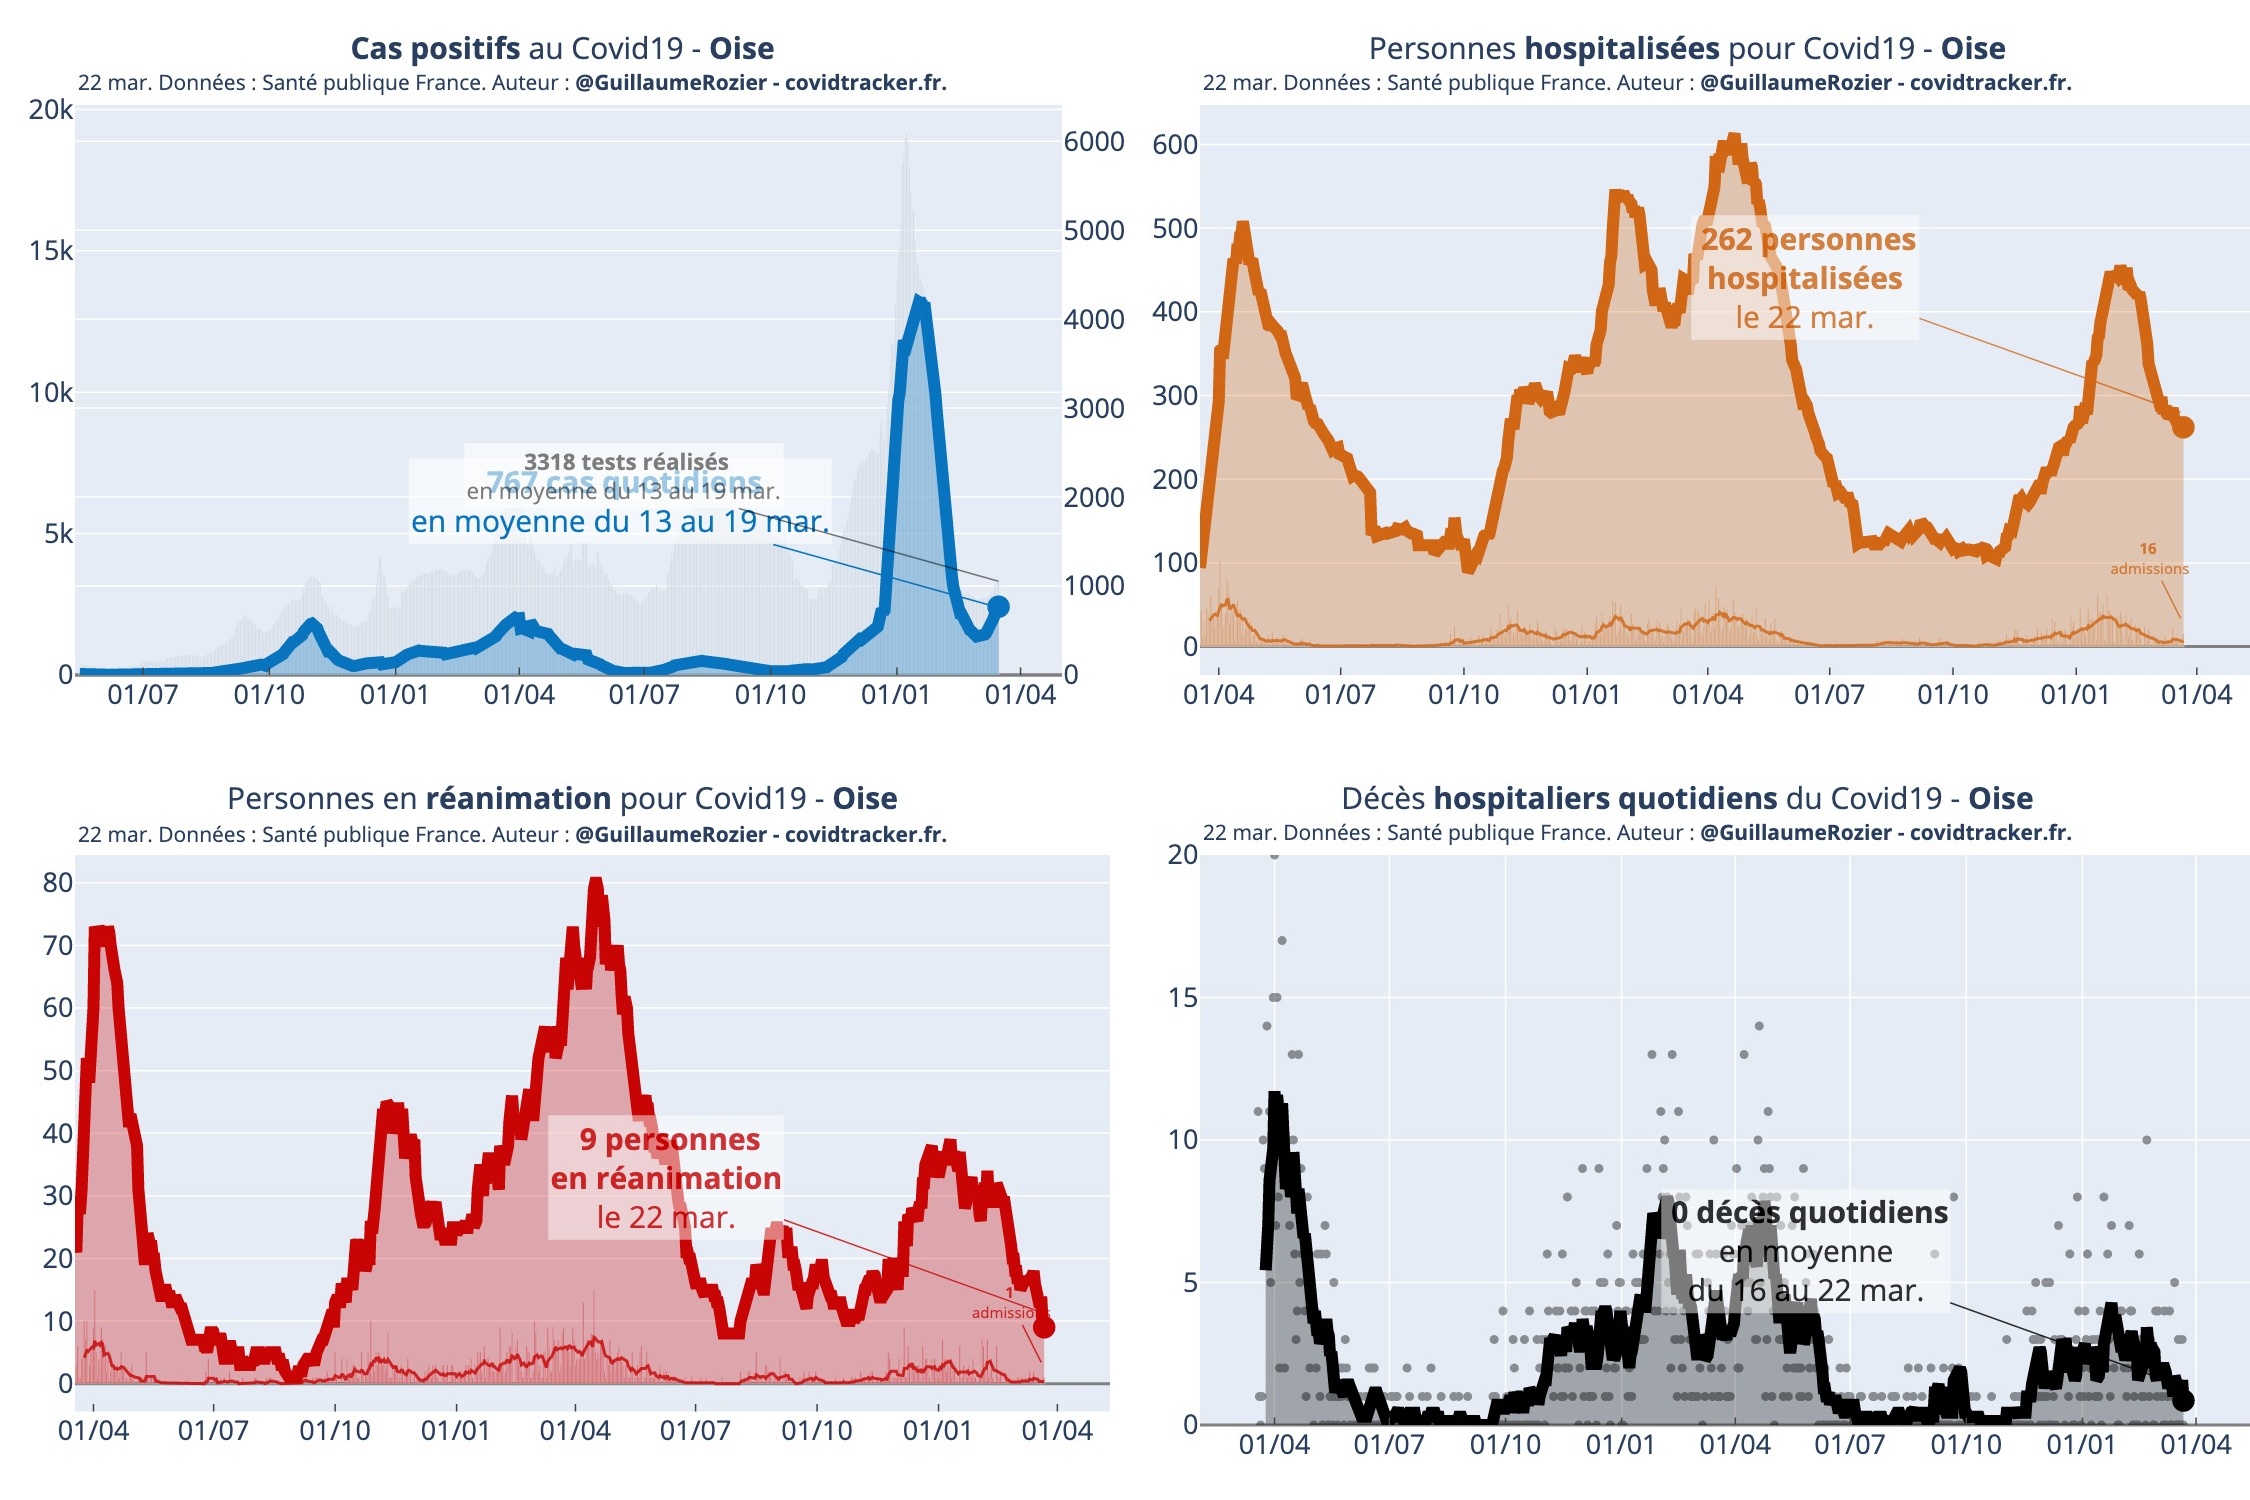 Cas positifs au Covid19 - Oise
22 mar. Données : Santé publique France. Auteur : @GuillaumeRozier - covidtracker.fr.
20k
15k
10k
5k
0
6000
5000
4000
3000
2000
1000
0
3318 tests réalisés
en moyenne du 13 au 19 mar.
767 cas quotidiens
en moyenne du 13 au 19 mar.
01/07 01/10 01/01 01/04 01/07 01/10 01/01 01/04
Personnes hospitalisées pour Covid19 - Oise
22 mar. Données : Santé publique France. Auteur : @GuillaumeRozier - covidtracker.fr.
600
500
400
300
200
100
0
262 personnes
hospitalisées
le 22 mar.
16
admissions
01/04 01/07 01/10 01/01 01/04 01/07 01/10 01/01 01/04
Personnes en réanimation pour Covid19 - Oise
22 mar. Données : Santé publique France. Auteur : @GuillaumeRozier - covidtracker.fr.
80
70
60
50
40
30
20
10
0
9 personnes
en réanimation
le 22 mar.
1
admissions
01/04 01/07 01/10 01/01 01/04 01/07 01/10 01/01 01/04
Décès hospitaliers quotidiens du Covid19 - Oise
22 mar. Données : Santé publique France. Auteur : @GuillaumeRozier - covidtracker.fr.
20
15
10
5
0
0 décès quotidiens
en moyenne
du 16 au 22 mar.
01/04 01/07 01/10 01/01 01/04 01/07 01/10 01/01 01/04